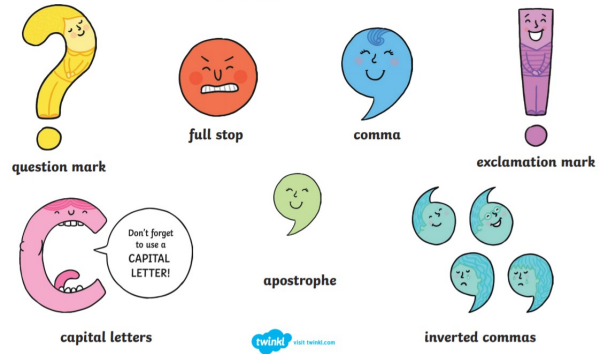 question mark
full stop
comma
exclamation mark
Don't forget
to use a
CAPITAL
LETTER!
capital letters
apostrophe
inverted commas
twinkl visit twinkl.com